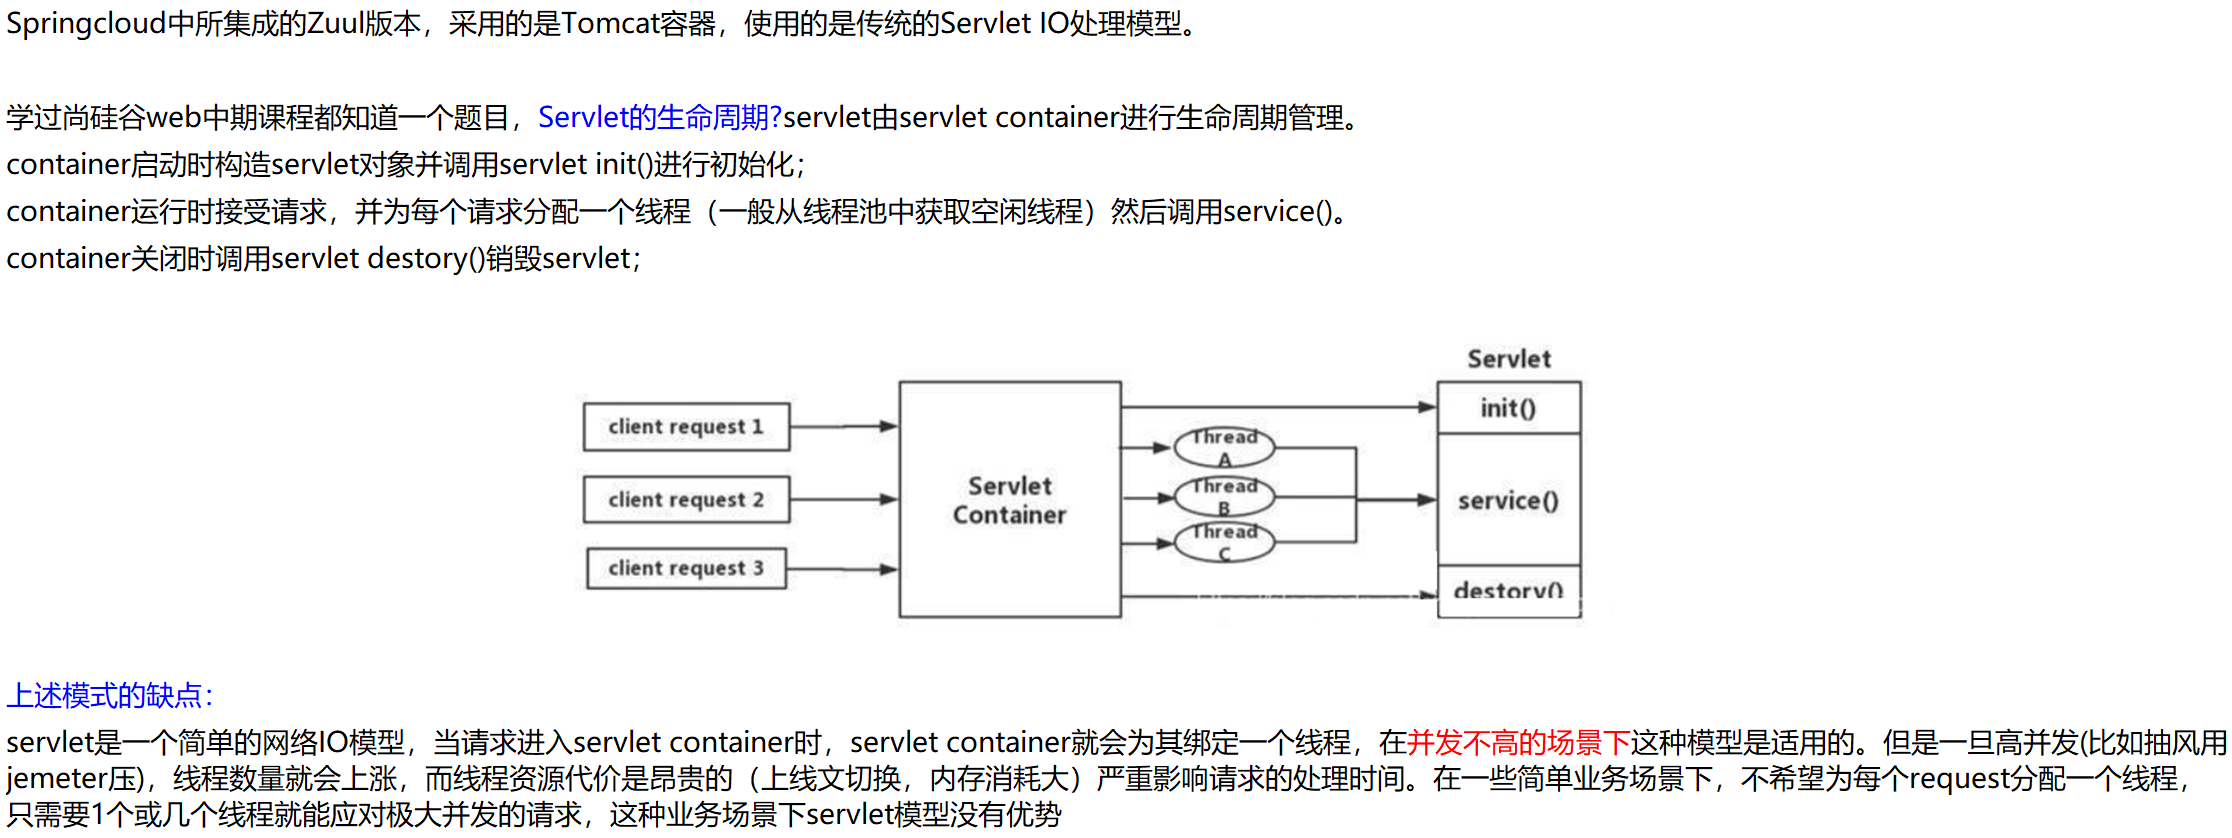 Springcloud中所集成的Zuul版本，采用的是Tomcat容器，使用的是传统的Servlet IO处理模型。
学过尚硅谷web中期课程都知道一个题目，Servlet的生命周期?servlet由servlet container进行生命周期管理。
container启动时构造servlet对象并调用servlet init()进行初始化；
container运行时接受请求，并为每个请求分配一个线程（一般从线程池中获取空闲线程）然后调用service()。
container关闭时调用servlet destory()销毁servlet；
Servlet
client request 1
client request 2
client request 3
Servlet
Container
Thread
A
Thread
B
Thread
C
init()
service()
destory()
上述模式的缺点：
servlet是一个简单的网络IO模型，当请求进入servlet container时，servlet container就会为其绑定一个线程，在并发不高的场景下这种模型是适用的。但是一旦高并发(比如抽风用
jemeter压)，线程数量就会上涨，而线程资源代价是昂贵的（上线文切换，内存消耗大）严重影响请求的处理时间。在一些简单业务场景下，不希望为每个request分配一个线程，
只需要1个或几个线程就能应对极大并发的请求，这种业务场景下servlet模型没有优势